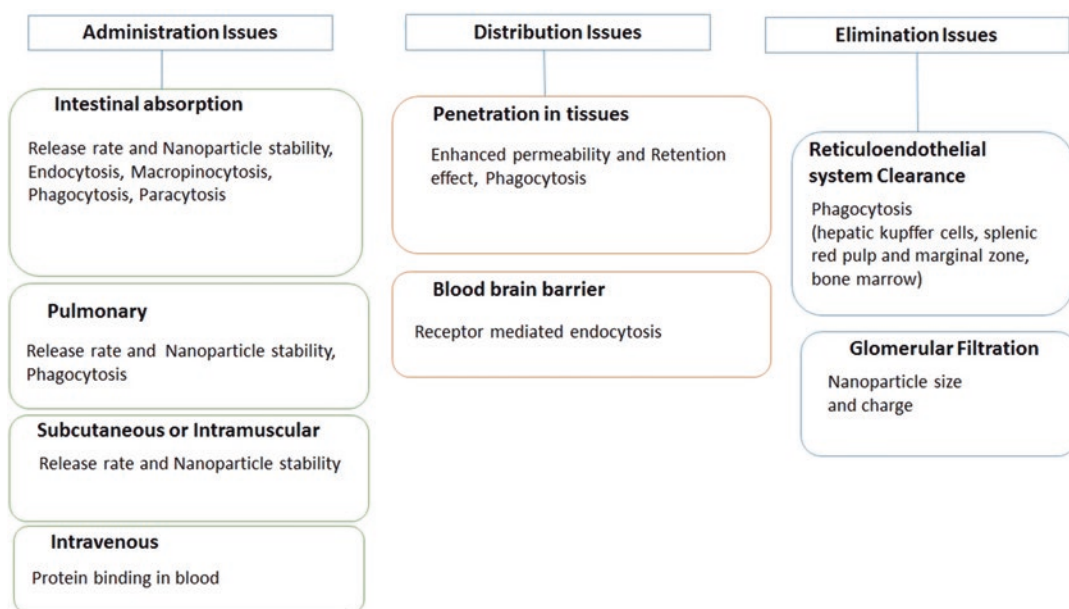 Administration Issues
Intestinal absorption
Release rate and Nanoparticle stability,
Endocytosis, Macropinocytosis,
Phagocytosis, Paracytosis
Pulmonary
Release rate and Nanoparticle stability,
Phagocytosis
Subcutaneous or Intramuscular
Release rate and Nanoparticle stability
Intravenous
Protein binding in blood
Distribution Issues
Penetration in tissues
Enhanced permeability and Retention
effect, Phagocytosis
Blood brain barrier
Receptor mediated endocytosis
Elimination Issues
Reticuloendothelial
system Clearance
Phagocytosis
(hepatic kupffer cells, splenic
red pulp and marginal zone,
bone marrow)
Glomerular Filtration
Nanoparticle size
and charge